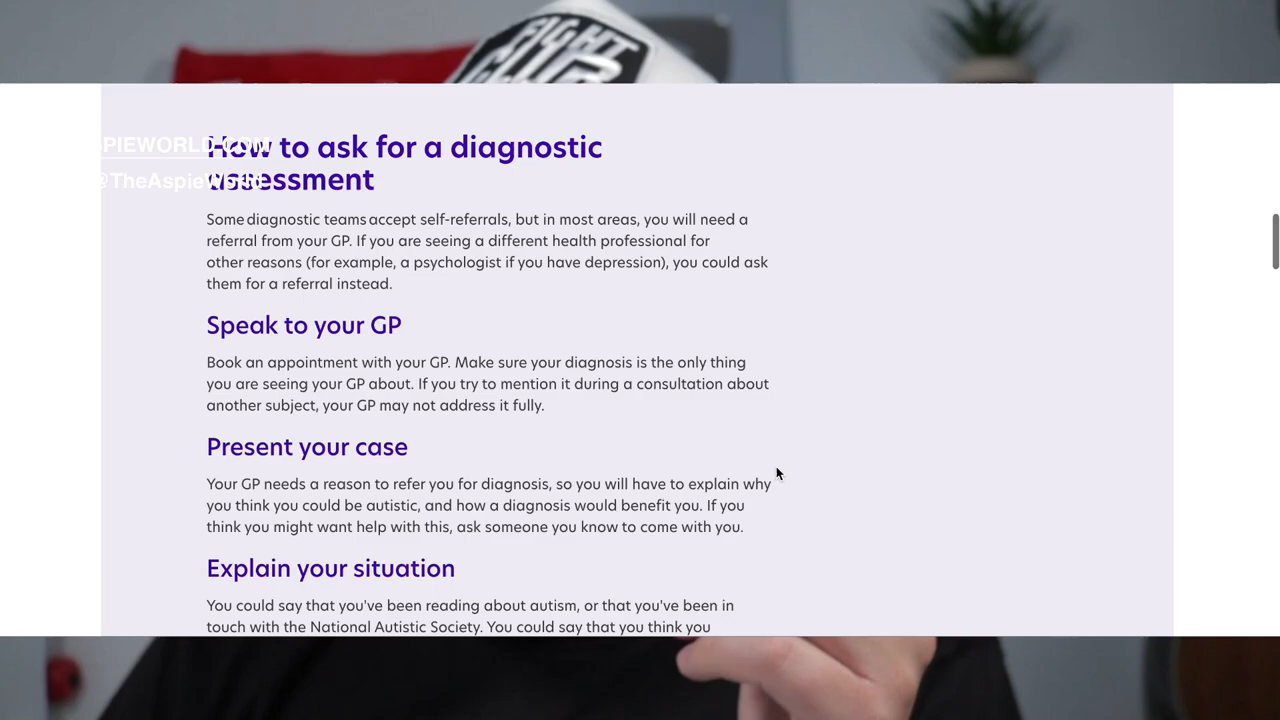 FIGHT
CLUB
PIEWORLD.COM
@TheAspieWorld
How to ask for a diagnostic
assessment
Some diagnostic teams accept self-referrals, but in most areas, you will need a
referral from your GP. If you are seeing a different health professional for
other reasons (for example, a psychologist if you have depression), you could ask
them for a referral instead.
Speak to your GP
Book an appointment with your GP. Make sure your diagnosis is the only thing
you are seeing your GP about. If you try to mention it during a consultation about
another subject, your GP may not address it fully.
Present your case
Your GP needs a reason to refer you for diagnosis, so you will have to explain why
you think you could be autistic, and how a diagnosis would benefit you. If you
think you might want help with this, ask someone you know to come with you.
Explain your situation
You could say that you've been reading about autism, or that you've been in
touch with the National Autistic Society. You could say that you think you